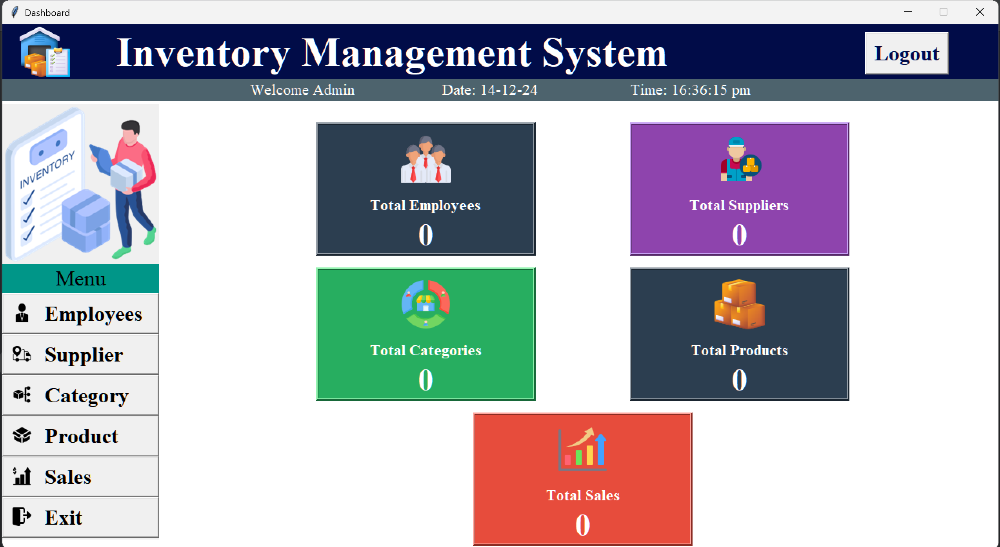 Dashboard
Inventory Management System
Logout
Welcome Admin
Date: 14-12-24
Time: 16:36:15 pm
INVENTORY
Menu
Employees
Supplier
Category
Product
Sales
Exit
Total Employees
0
Total Suppliers
0
Total Categories
0
Total Products
0
Total Sales
0